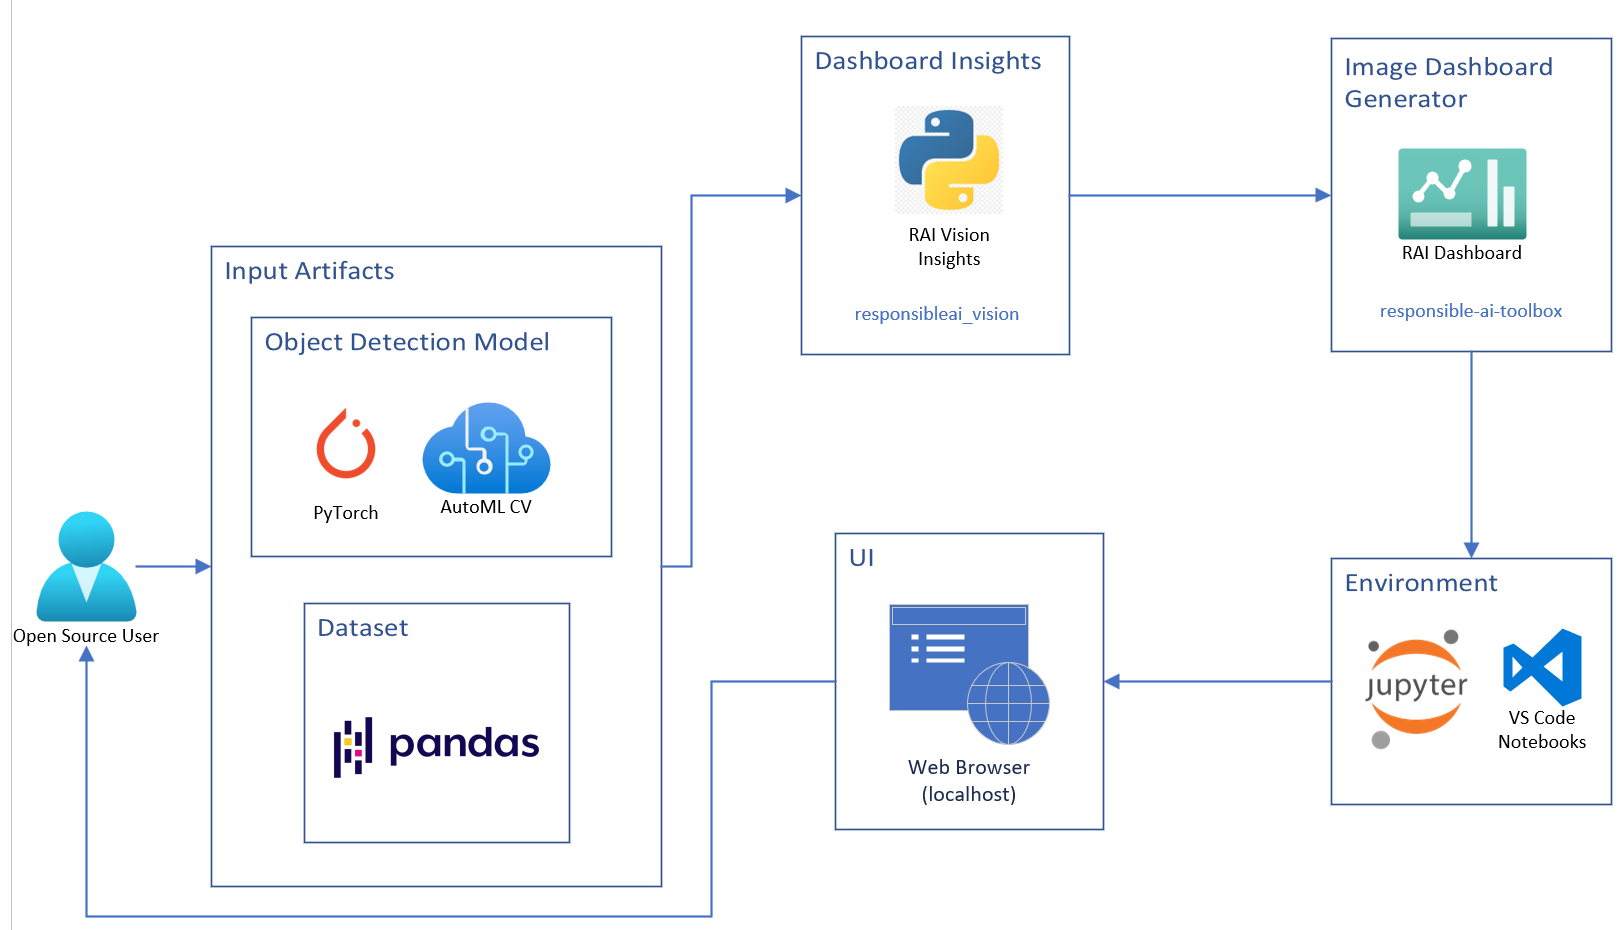 Dashboard Insights
RAI Vision
Insights
responsibleai_vision
Image Dashboard
Generator
RAI Dashboard
responsible-ai-toolbox
Input Artifacts
Object Detection Model
PyTorch
AutoML CV
Dataset
pandas
Open Source User
UI
Web Browser
(localhost)
Environment
jupyter
VS Code
Notebooks